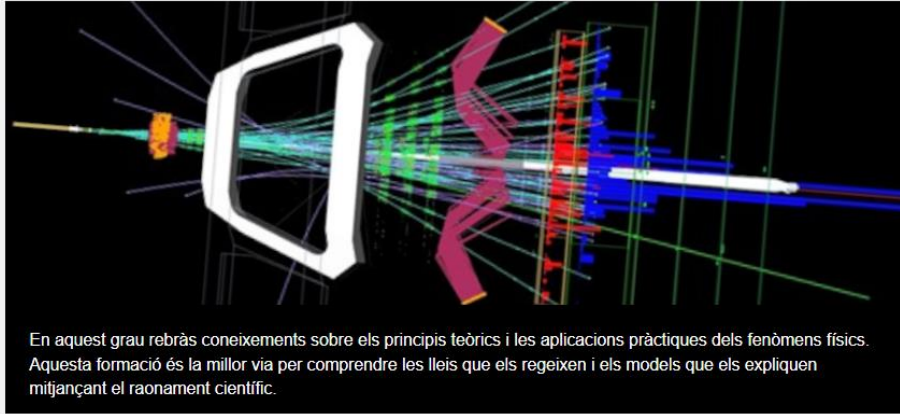 En aquest grau rebràs coneixements sobre els principis teòrics i les aplicacions pràctiques dels fenòmens físics.
Aquesta formació és la millor via per comprendre les lleis que els regeixen i els models que els expliquen
mitjançant el raonament científic.